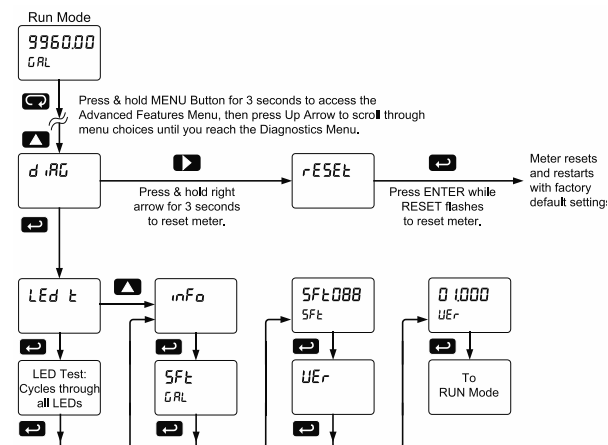 Run Mode
9960.00
GAL
Press & hold MENU Button for 3 seconds to access the
Advanced Features Menu, then press Up Arrow to scroll through
menu choices until you reach the Diagnostics Menu.
diAG
Press & hold right
arrow for 3 seconds
to reset meter.
rESEt
Press ENTER while
RESET flashes
to reset meter.
Meter resets
and restarts
with factory
default settings
LEd t
inFo
SFt088
SFt
01.000
UEr
LED Test:
Cycles through
all LEDs
SFt
GAL
UEr
To
RUN Mode